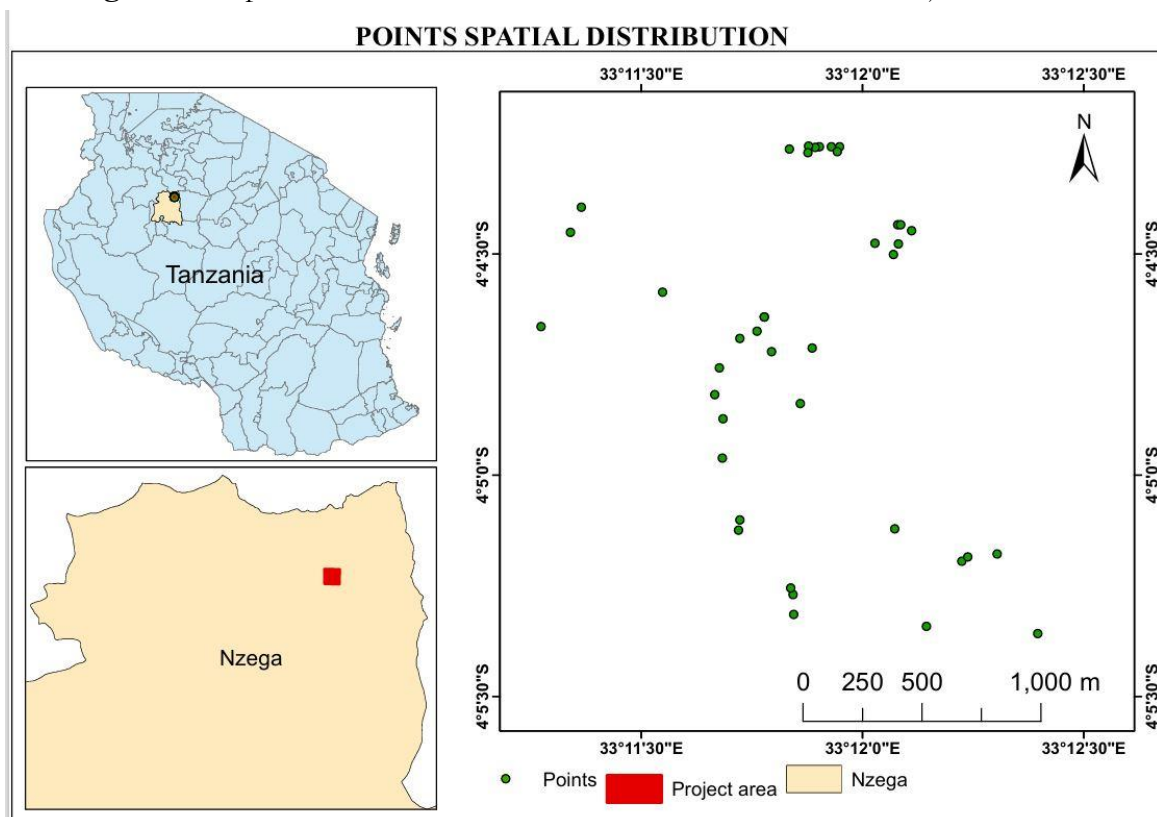 POINTS SPATIAL DISTRIBUTION
33°11'30"E 33°12'0"E 33°12'30"E
N
Tanzania
4°4'30"S 4°4'30"S
4°5'0"S 4°5'0"S
Nzega
4°5'30"S 4°5'30"S
0 250 500 1,000 m
33°11'30"E 33°12'0"E 33°12'30"E
Points Project area Nzega